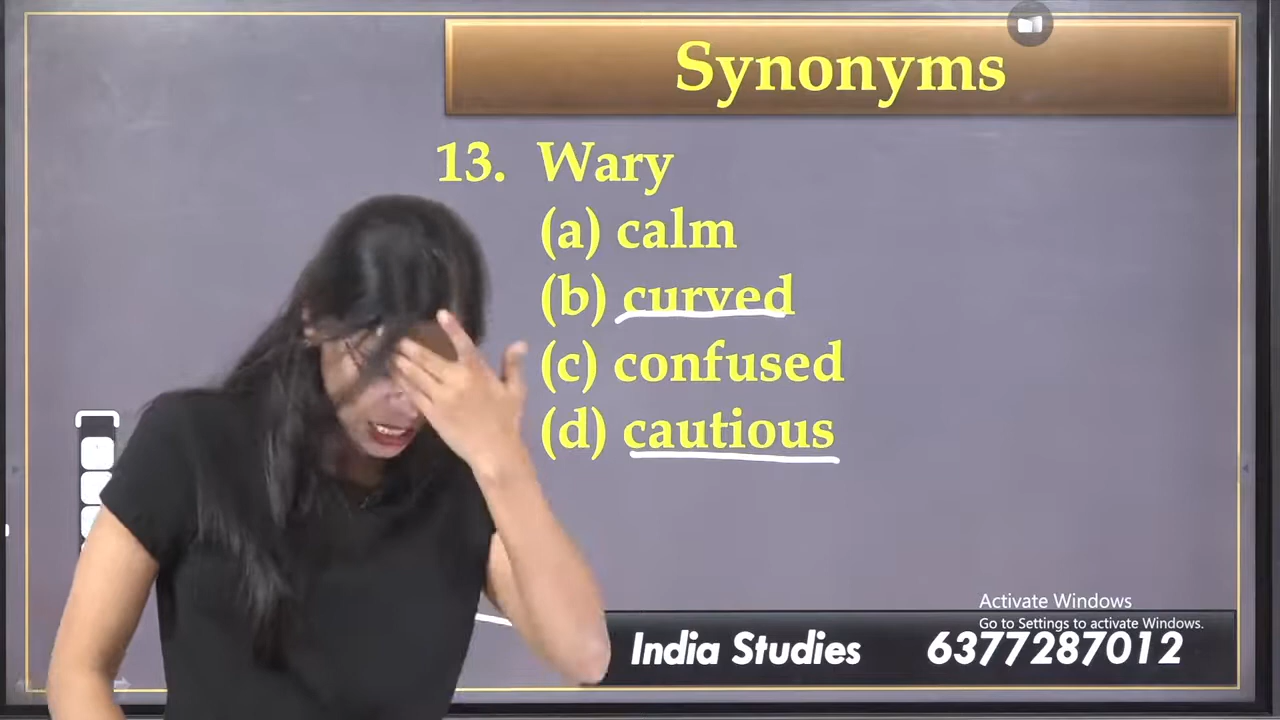 Synonyms
13. Wary
(a) calm
(b) curved
(c) confused
(d) cautious
Activate Windows
Go to Settings to activate Windows.
India Studies 6377287012